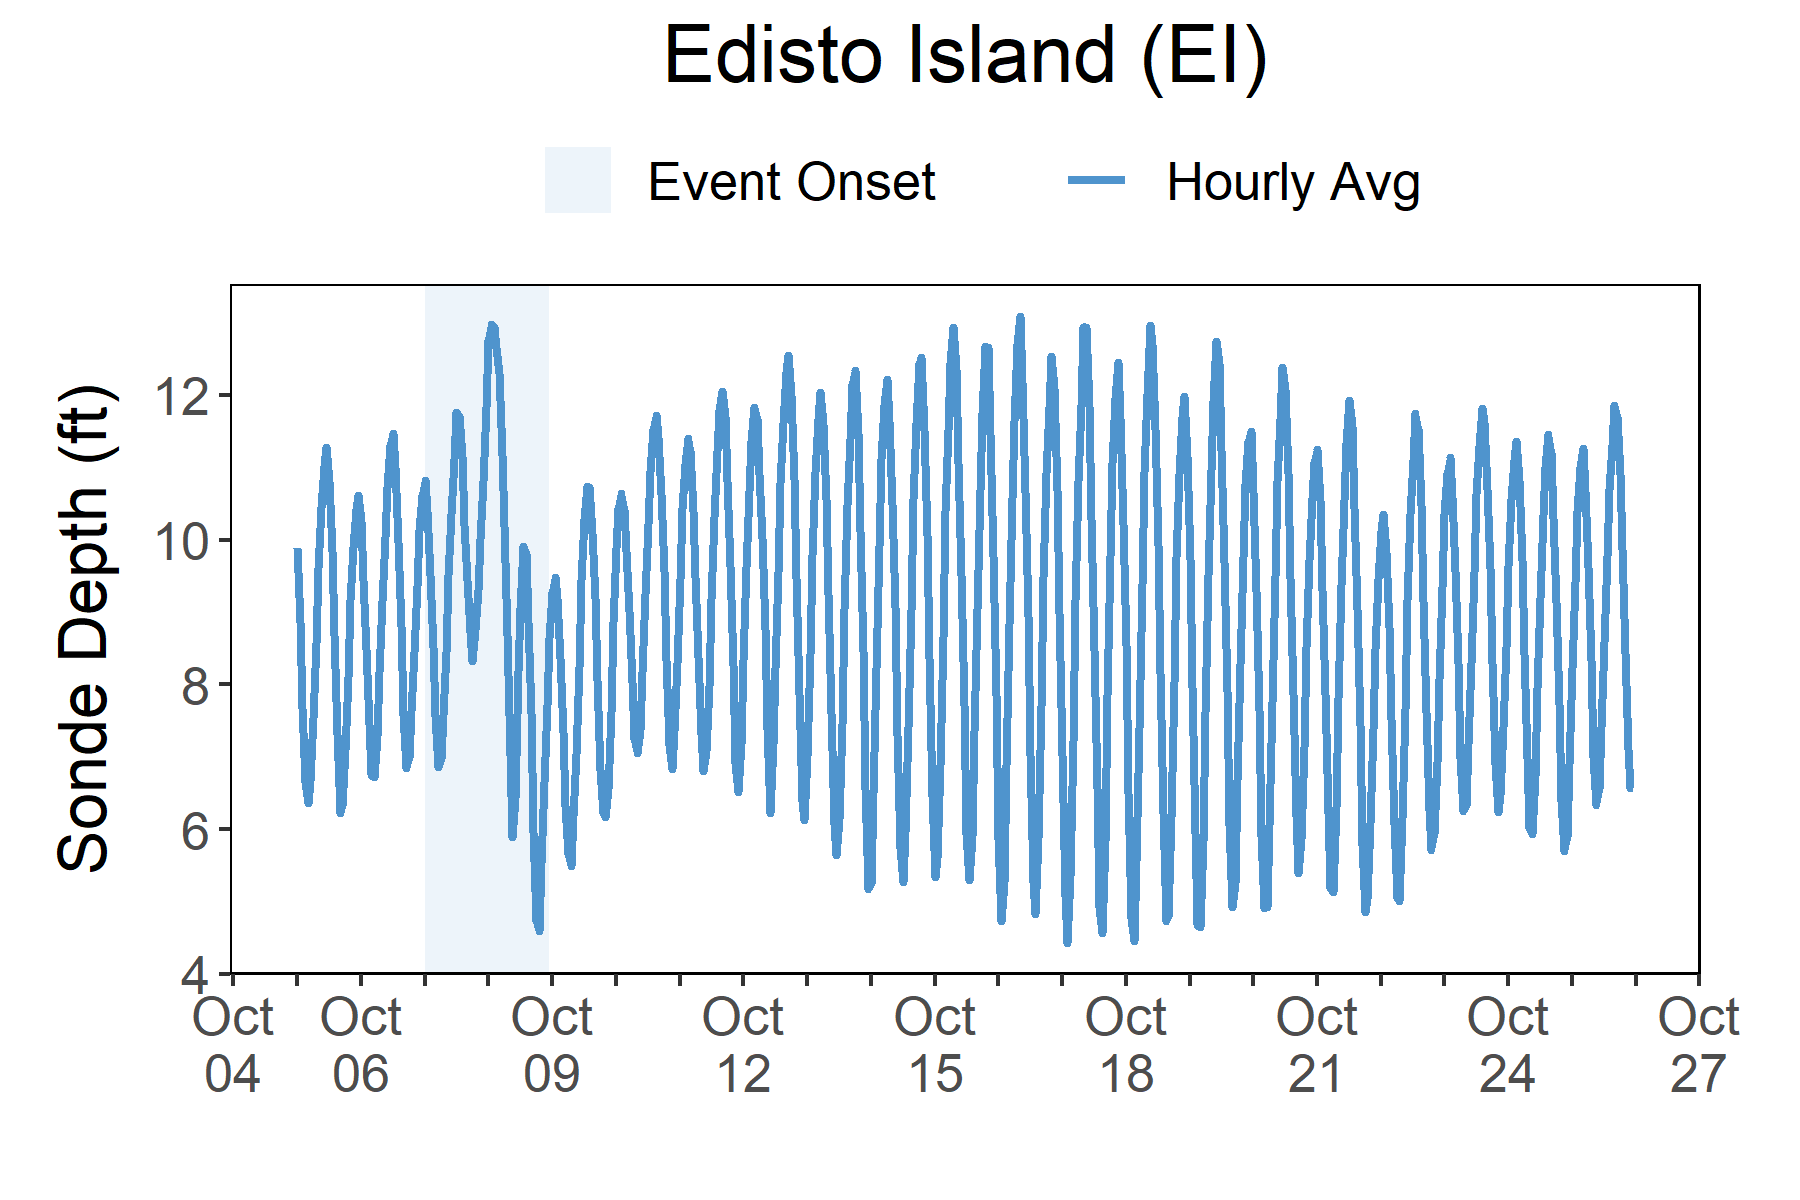 Edisto Island (EI)
Event Onset
Hourly Avg
Sonde Depth (ft)
12
10
8
6
4
Oct
04
Oct
06
Oct
09
Oct
12
Oct
15
Oct
18
Oct
21
Oct
24
Oct
27